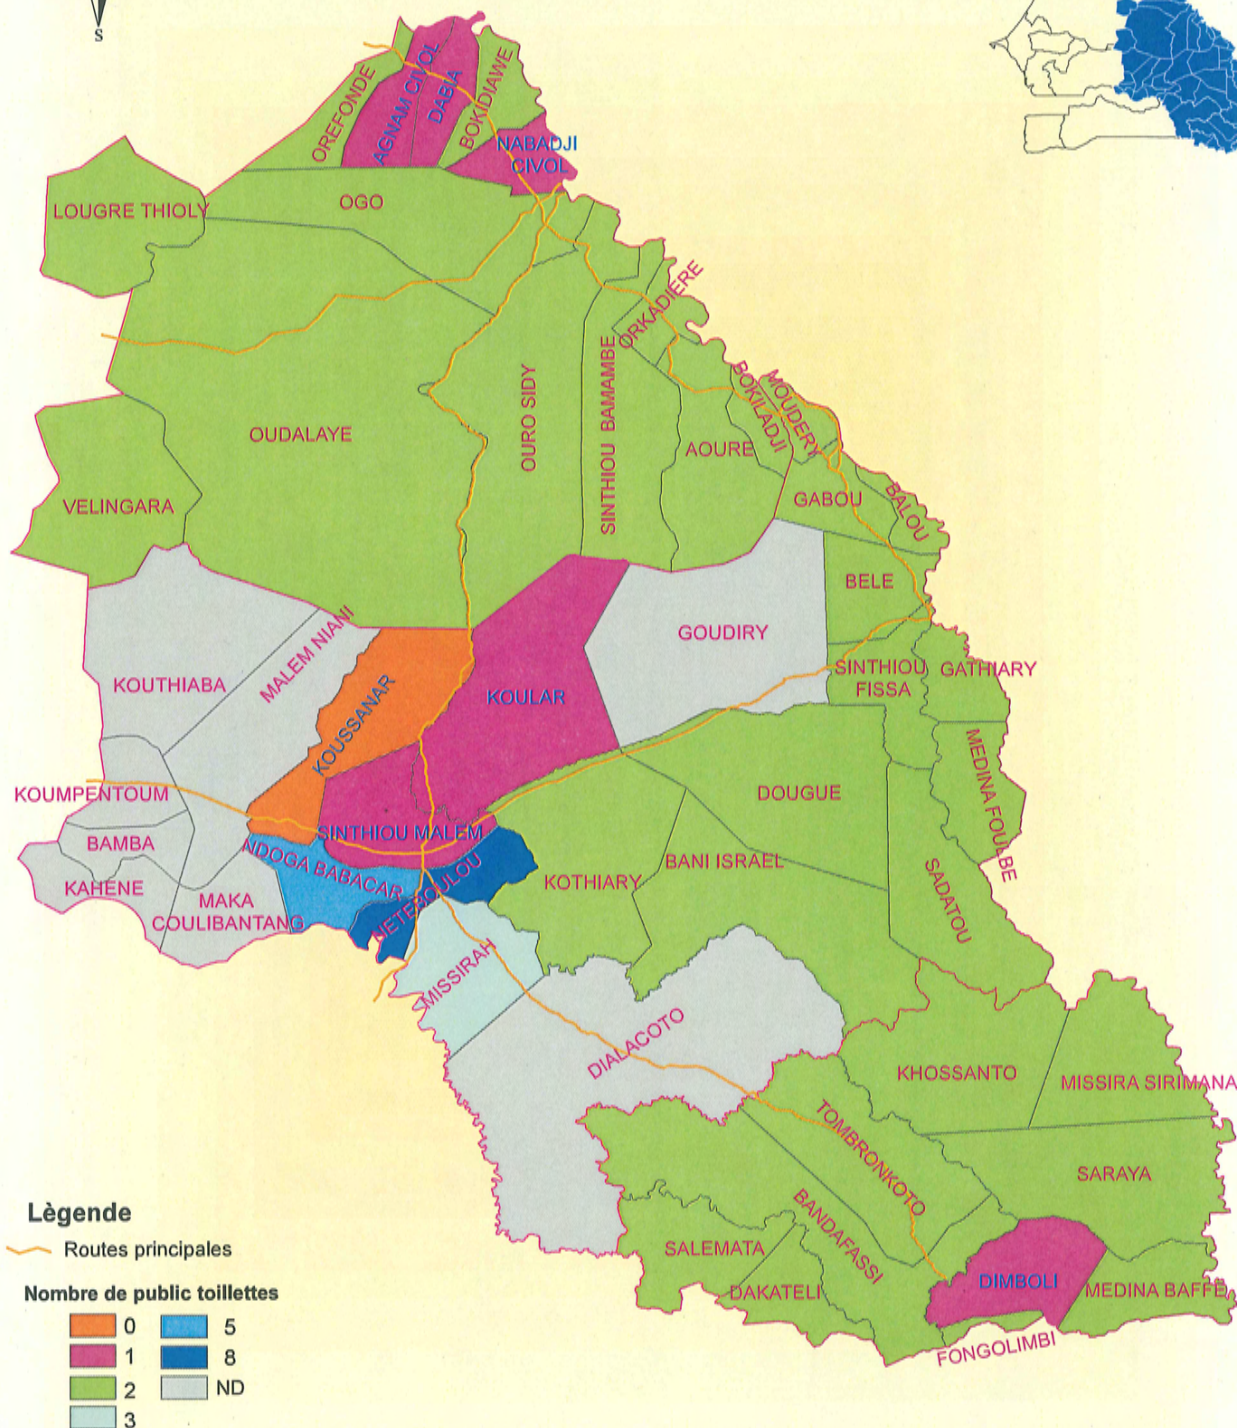 S
OREFONDE
AGNAM CIVOL
DABIA
BOKIDIAWE
NABADJI
CIVOL
LOUGRE THIOLY
OGO
ORKADIERE
OUDALAYE
OURO SIDY
SINTHIOU BAMAMBE
BOKILADJI
MOUDERY
AOURE
VELINGARA
GABOU
BALOU
BELE
GOUDIRY
KOUTHIABA
MALEM NIANI
KOUSSANAR
KOULAR
SINTHIOU
FISSA
GATHIARY
MEDINA FOULBE
KOUMPENTOUM
DOUGUE
BAMBA
SINTHIOU MALEM
NDOGA BABACAR
NETEBOULOU
KAHENE
MAKA
COULIBANTANG
KOTHIARY
BANI ISRAEL
SADATOU
MISSIRAH
DIALACOTO
KHOSSANTO
MISSIRA SIRIMANA
TOMBRONKOTO
SARAYA
BANDAFASSI
SALEMATA
DAKATELI
DIMBOLI
MEDINA BAFFE
FONGOLIMBI
Lègende
Routes principales
Nombre de public toillettes
0
5
1
8
2
ND
3